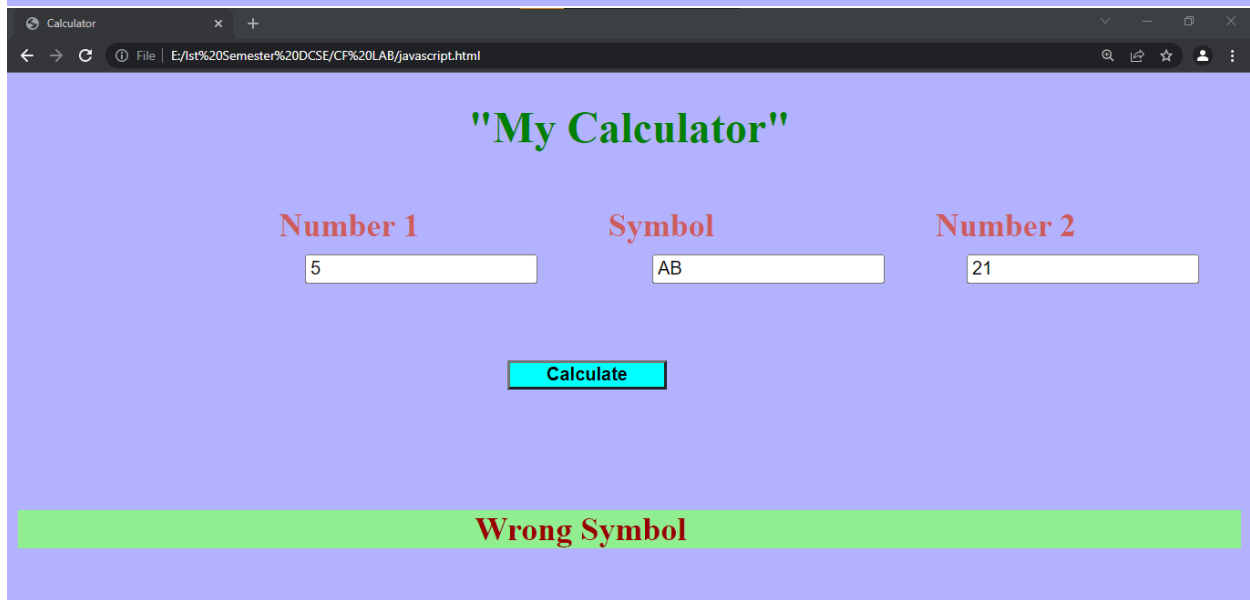 Calculator
File E:/Ist%20Semester%20DCSE/CF%20LAB/javascript.html
"My Calculator"
Number 1 Symbol Number 2
5 AB 21
Calculate
Wrong Symbol